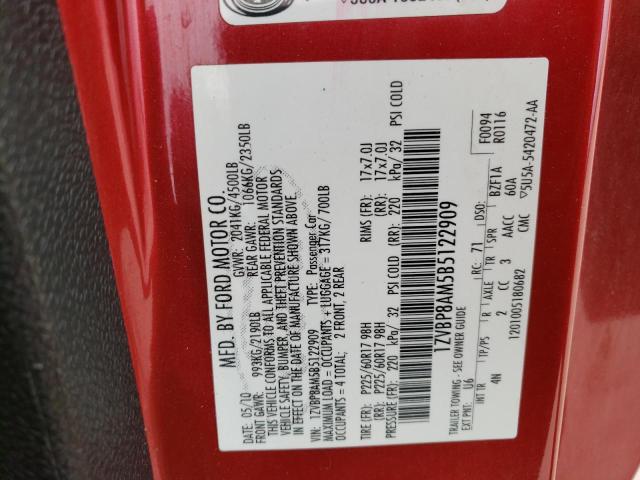 MFD. BY FORD MOTOR CO.
05/10 GVWR: 2041KG/4500LB
FRONT GAWR: 993KG/2190LB REAR GAWR: 1066KG/2350LB
THIS VEHICLE CONFORMS TO ALL APPLICABLE FEDERAL MOTOR
VEHICLE SAFETY, BUMPER, AND THEFT PREVENTION STANDARDS
IN EFFECT ON THE DATE OF MANUFACTURE SHOWN ABOVE.
VIN: 1ZVBP8AM5B5122909 TYPE: Passenger Car
MAXIMUM LOAD = OCCUPANTS + LUGGAGE = 317KG/ 700LB
OCCUPANTS = 4 TOTAL: 2 FRONT, 2 REAR
TIRE (FR): P225/60R17 98H RIMS (FR): 17x7.0J
(RR): P225/60R17 98H (RR): 17x7.0J
PRESSURE (FR): 220 kPa/ 32 PSI COLD (RR): 220 kPa/ 32 PSI COLD
1ZVBP8AM5B5122909
F0094
R0116
TRAILER TOWING - SEE OWNER GUIDE
EXT PNT: U6 RC: 71 DSO: BZF1A
INT TR TP/PS R AXLE TR SPR AACC 60A
4N 2 CC 3 CMC
1201005180682 ▽5U5A-5420472-AA